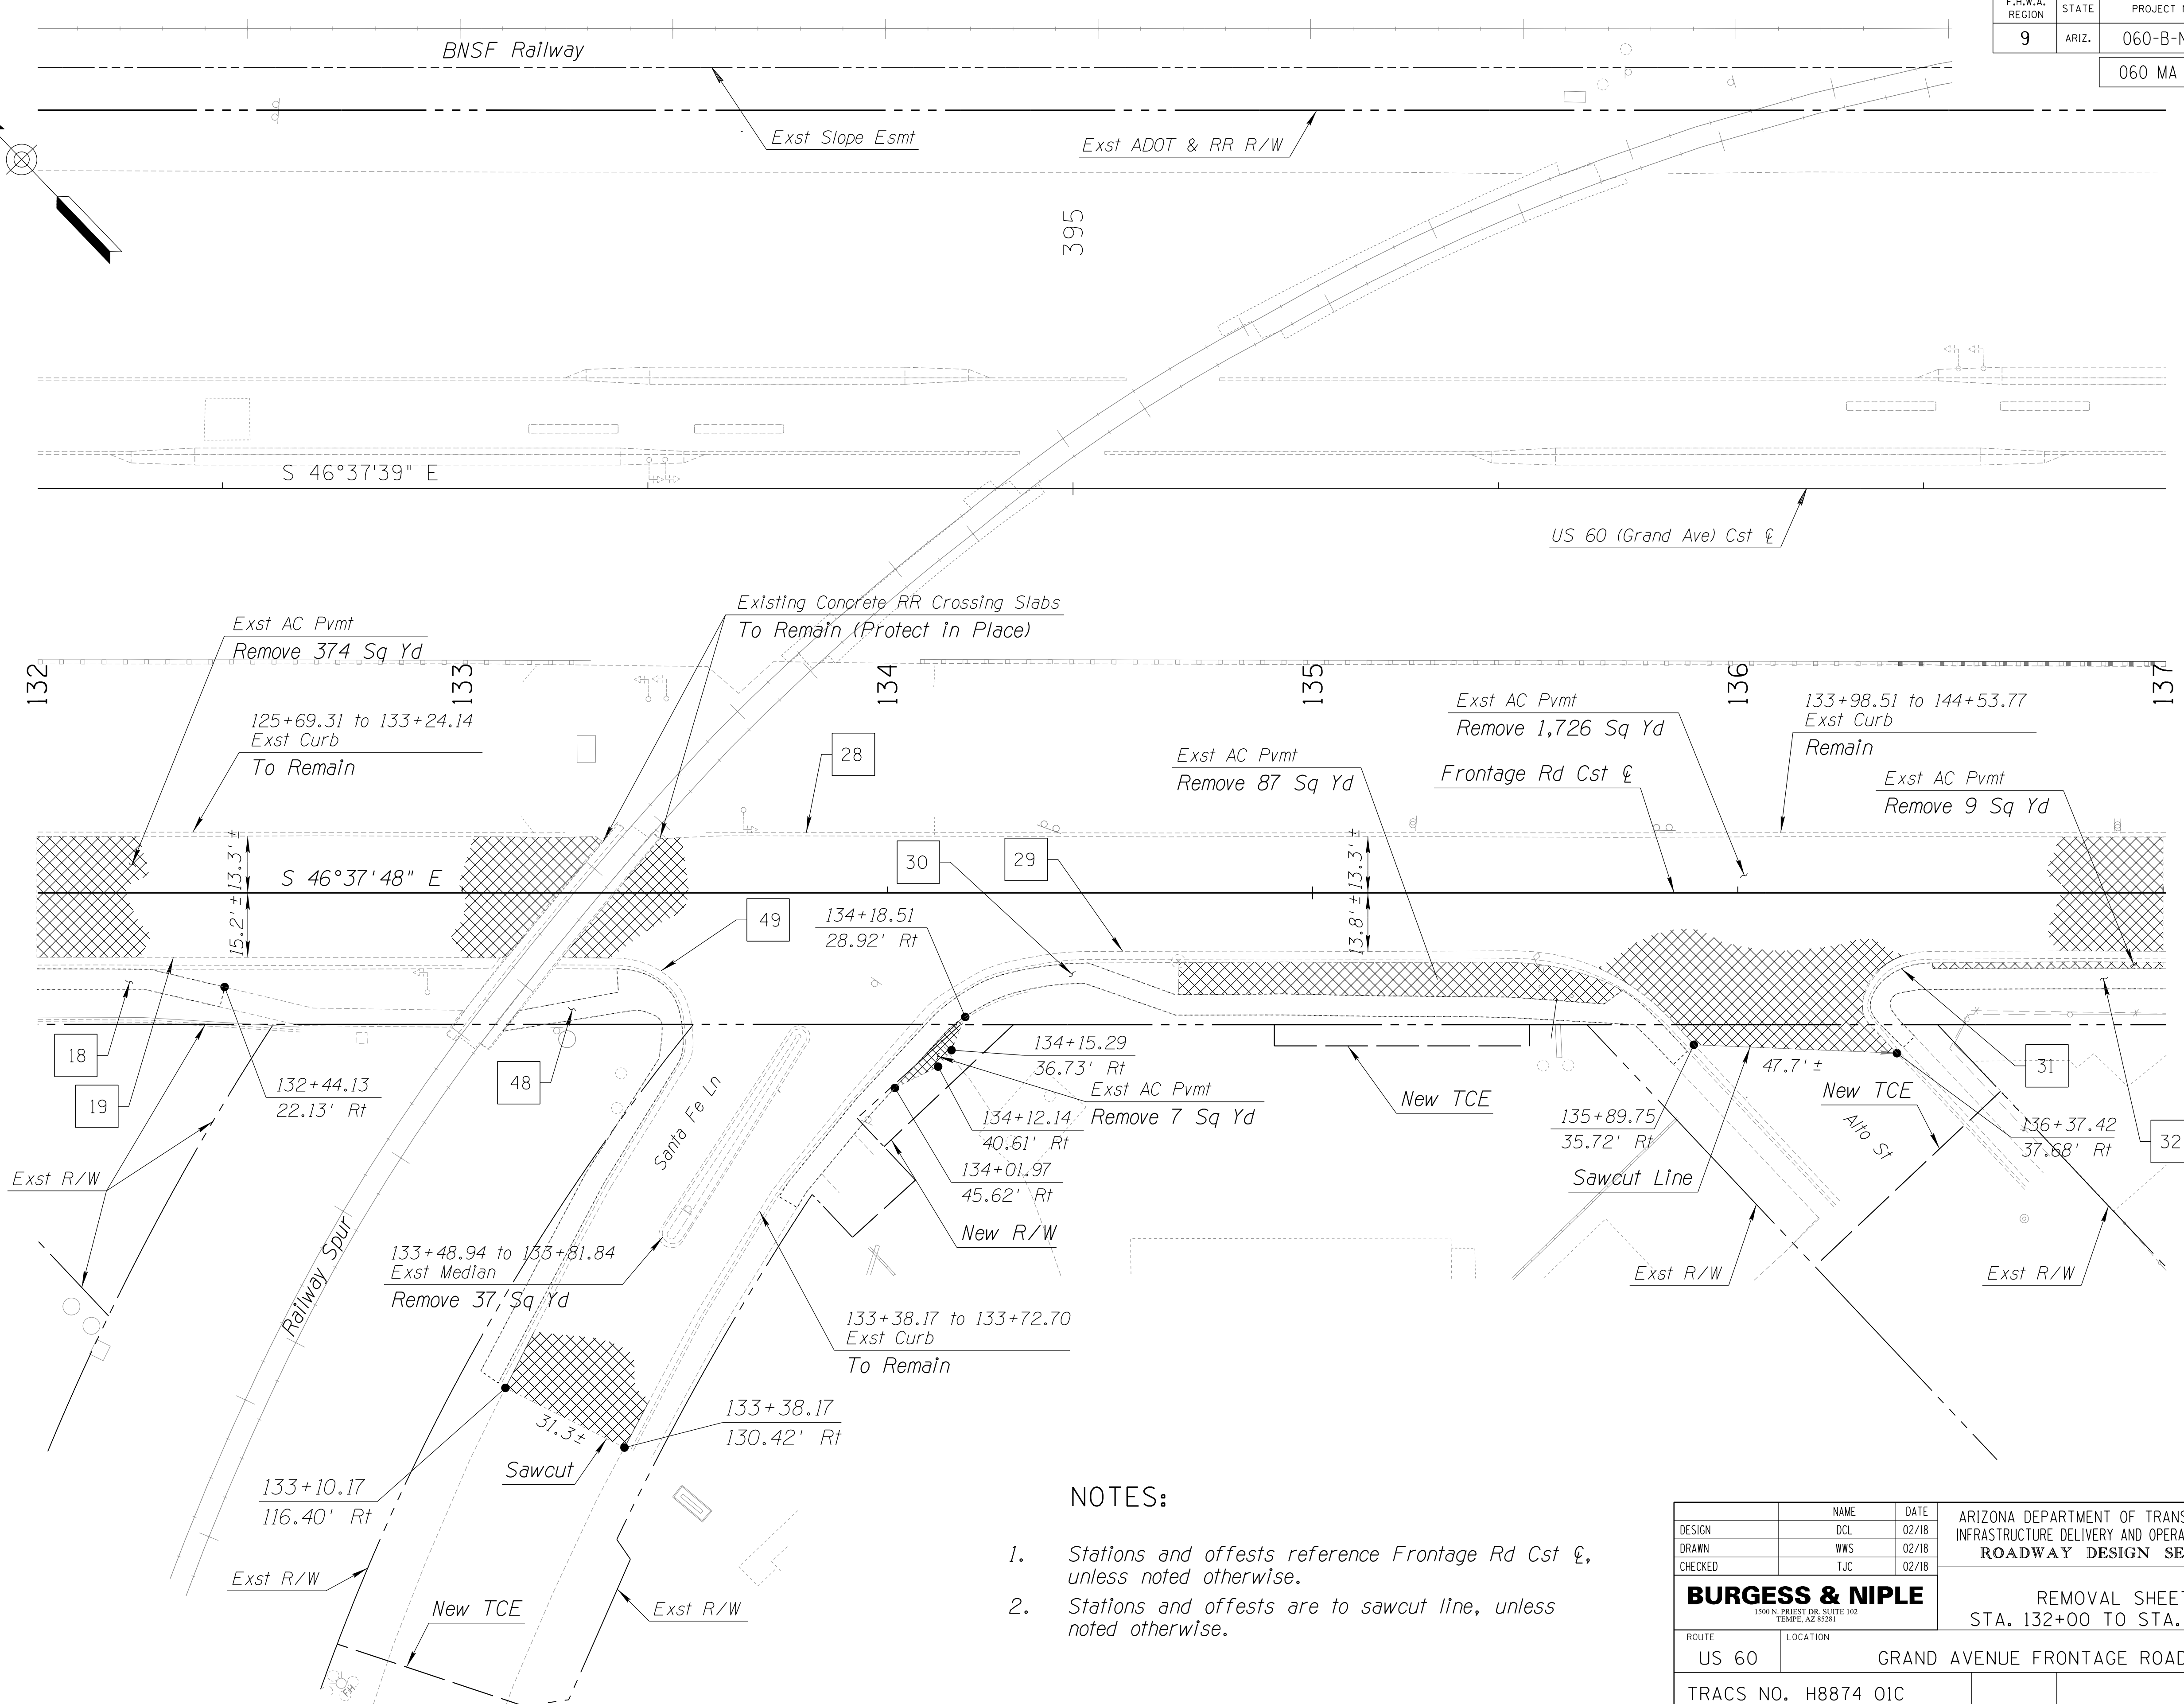 F.H.W.A. REGION
STATE
PROJECT
9
ARIZ.
060-B-N
060 MA
BNSF Railway
Exst Slope Esmt
Exst ADOT & RR R/W
395
S 46°37'39" E
US 60 (Grand Ave) Cst ℄
Existing Concrete RR Crossing Slabs
To Remain (Protect in Place)
Exst AC Pvmt
Remove 374 Sq Yd
132
133
134
135
136
137
125+69.31 to 133+24.14
Exst Curb
To Remain
28
Exst AC Pvmt
Remove 87 Sq Yd
Exst AC Pvmt
Remove 1,726 Sq Yd
Frontage Rd Cst ℄
133+98.51 to 144+53.77
Exst Curb
Remain
Exst AC Pvmt
Remove 9 Sq Yd
13.3'±
15.2'±
S 46°37'48" E
13.3'±
13.8'±
30
29
49
134+18.51
28.92' Rt
18
19
132+44.13
22.13' Rt
48
Santa Fe Ln
134+15.29
36.73' Rt
Exst AC Pvmt
Remove 7 Sq Yd
134+12.14
40.61' Rt
134+01.97
45.62' Rt
New R/W
New TCE
135+89.75
35.72' Rt
Sawcut Line
47.7'±
New TCE
Alto St
31
136+37.42
37.68' Rt
32
Exst R/W
Railway Spur
133+48.94 to 133+81.84
Exst Median
Remove 37 Sq Yd
133+38.17 to 133+72.70
Exst Curb
To Remain
Exst R/W
Exst R/W
31.3±
Sawcut
133+38.17
130.42' Rt
133+10.17
116.40' Rt
Exst R/W
New TCE
Exst R/W
FH
NOTES:
1. Stations and offests reference Frontage Rd Cst ℄,
unless noted otherwise.
2. Stations and offests are to sawcut line, unless
noted otherwise.
NAME
DATE
DESIGN
DCL
02/18
DRAWN
WWS
02/18
CHECKED
TJC
02/18
ARIZONA DEPARTMENT OF TRANS
INFRASTRUCTURE DELIVERY AND OPERA
ROADWAY DESIGN SE
BURGESS & NIPLE
1500 N. PRIEST DR. SUITE 102
TEMPE, AZ 85281
REMOVAL SHEET
STA. 132+00 TO STA.
ROUTE
US 60
LOCATION
GRAND AVENUE FRONTAGE ROAD
TRACS NO. H8874 01C